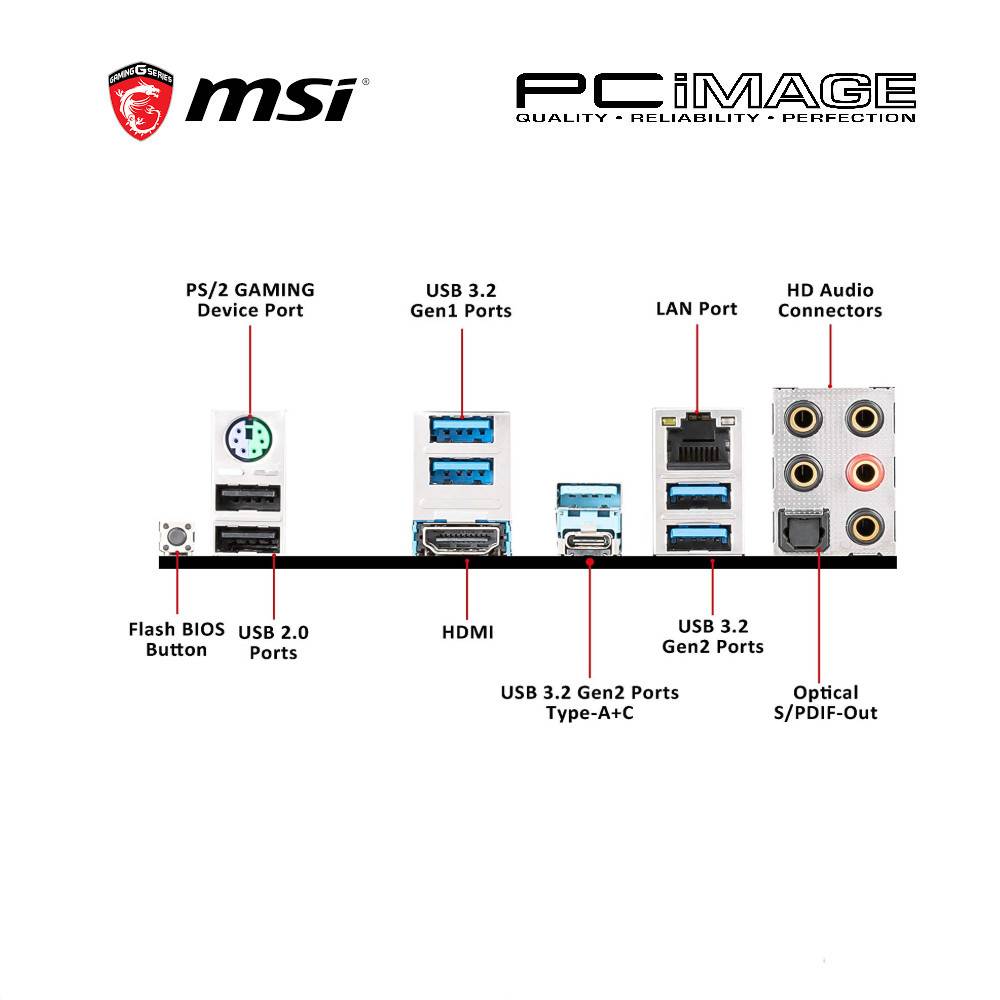 GAMING G SERIES
msi®
PC iMAGE
QUALITY • RELIABILITY • PERFECTION
PS/2 GAMING
Device Port
USB 3.2
Gen1 Ports
LAN Port
HD Audio
Connectors
Flash BIOS
Button
USB 2.0
Ports
HDMI
USB 3.2 Gen2 Ports
Type-A+C
USB 3.2
Gen2 Ports
Optical
S/PDIF-Out